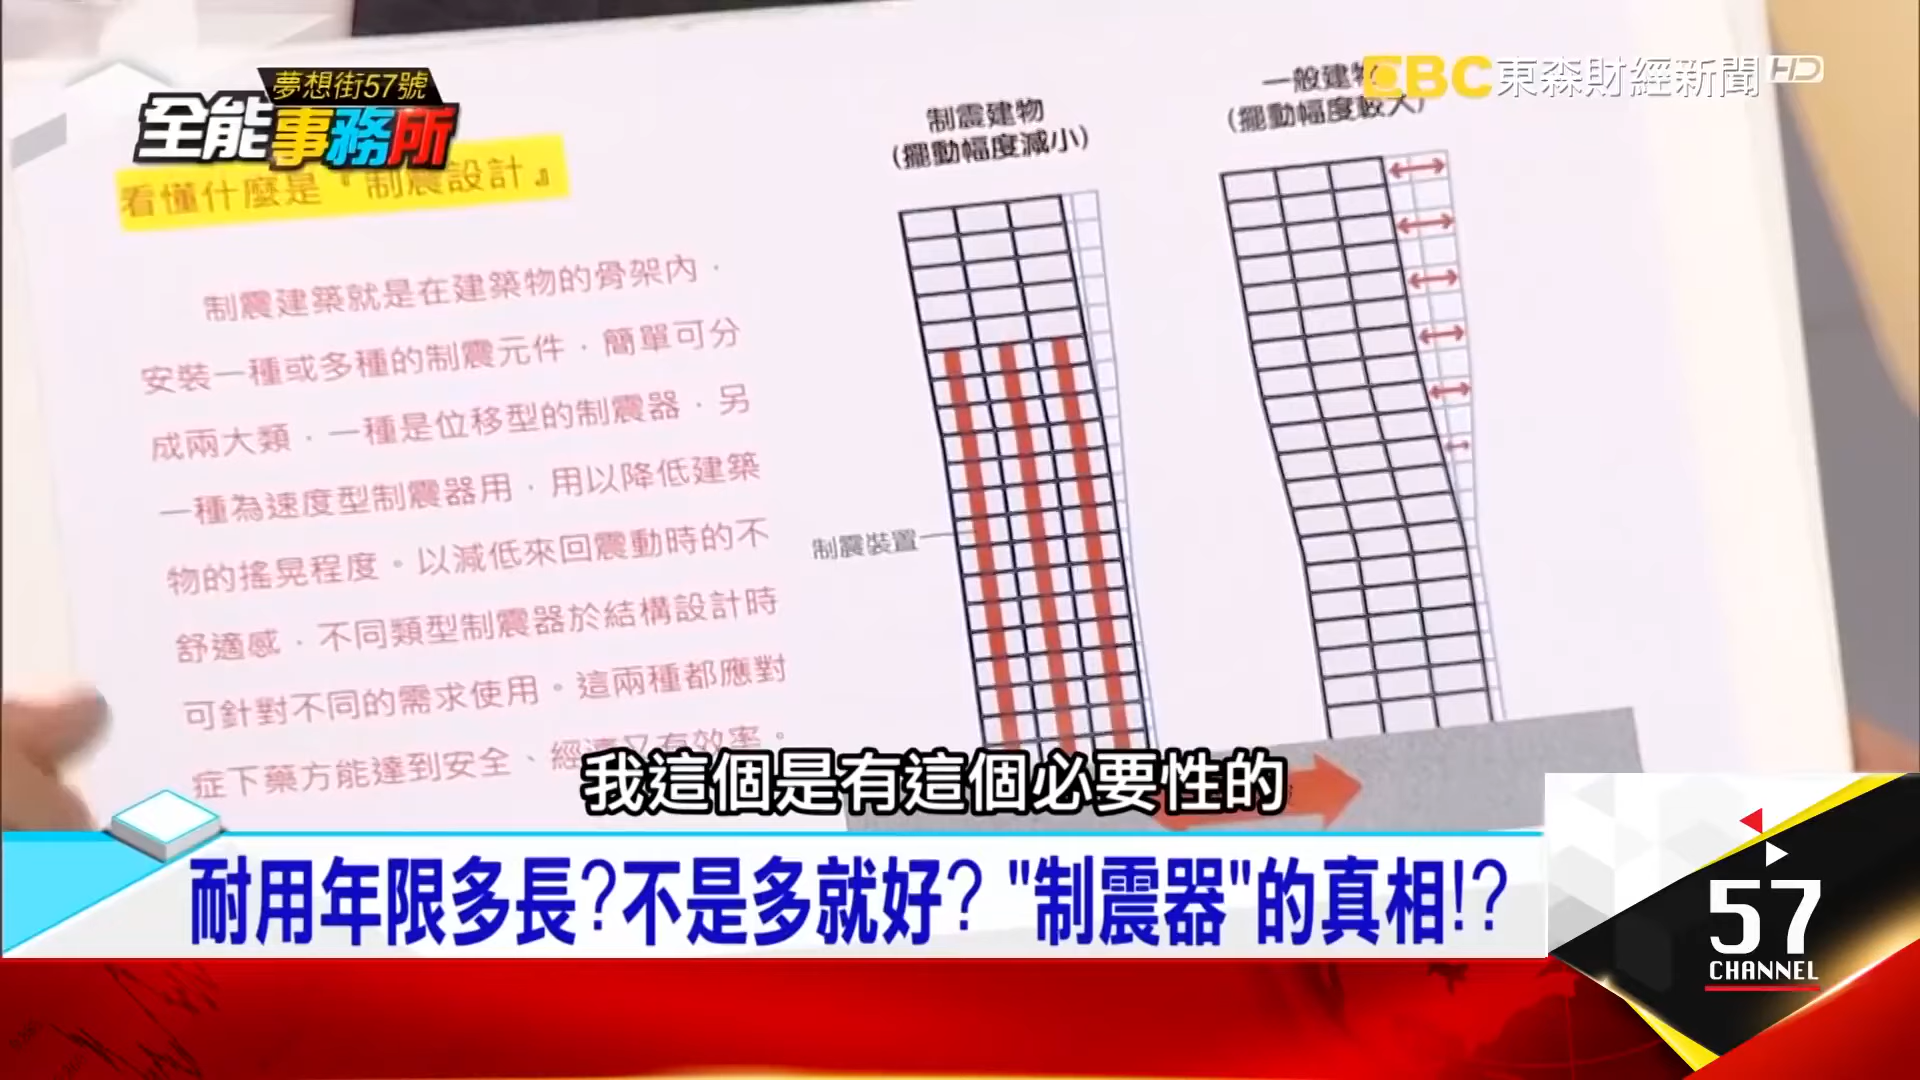 夢想街57號
全能事務所
EBC東森財經新聞HD
看懂什麼是『制震設計』
制震建築就是在建築物的骨架內，
安裝一種或多種的制震元件，簡單可分
成兩大類，一種是位移型的制震器，另
一種為速度型制震器用，用以降低建築
物的搖晃程度。以減低來回震動時的不
舒適感，不同類型制震器於結構設計時
可針對不同的需求使用。這兩種都應對
症下藥方能達到安全、經濟又有效率。
制震建物
（擺動幅度減小）
一般建物
（擺動幅度較大）
制震裝置
我這個是有這個必要性的
耐用年限多長?不是多就好? "制震器"的真相!?
57
CHANNEL